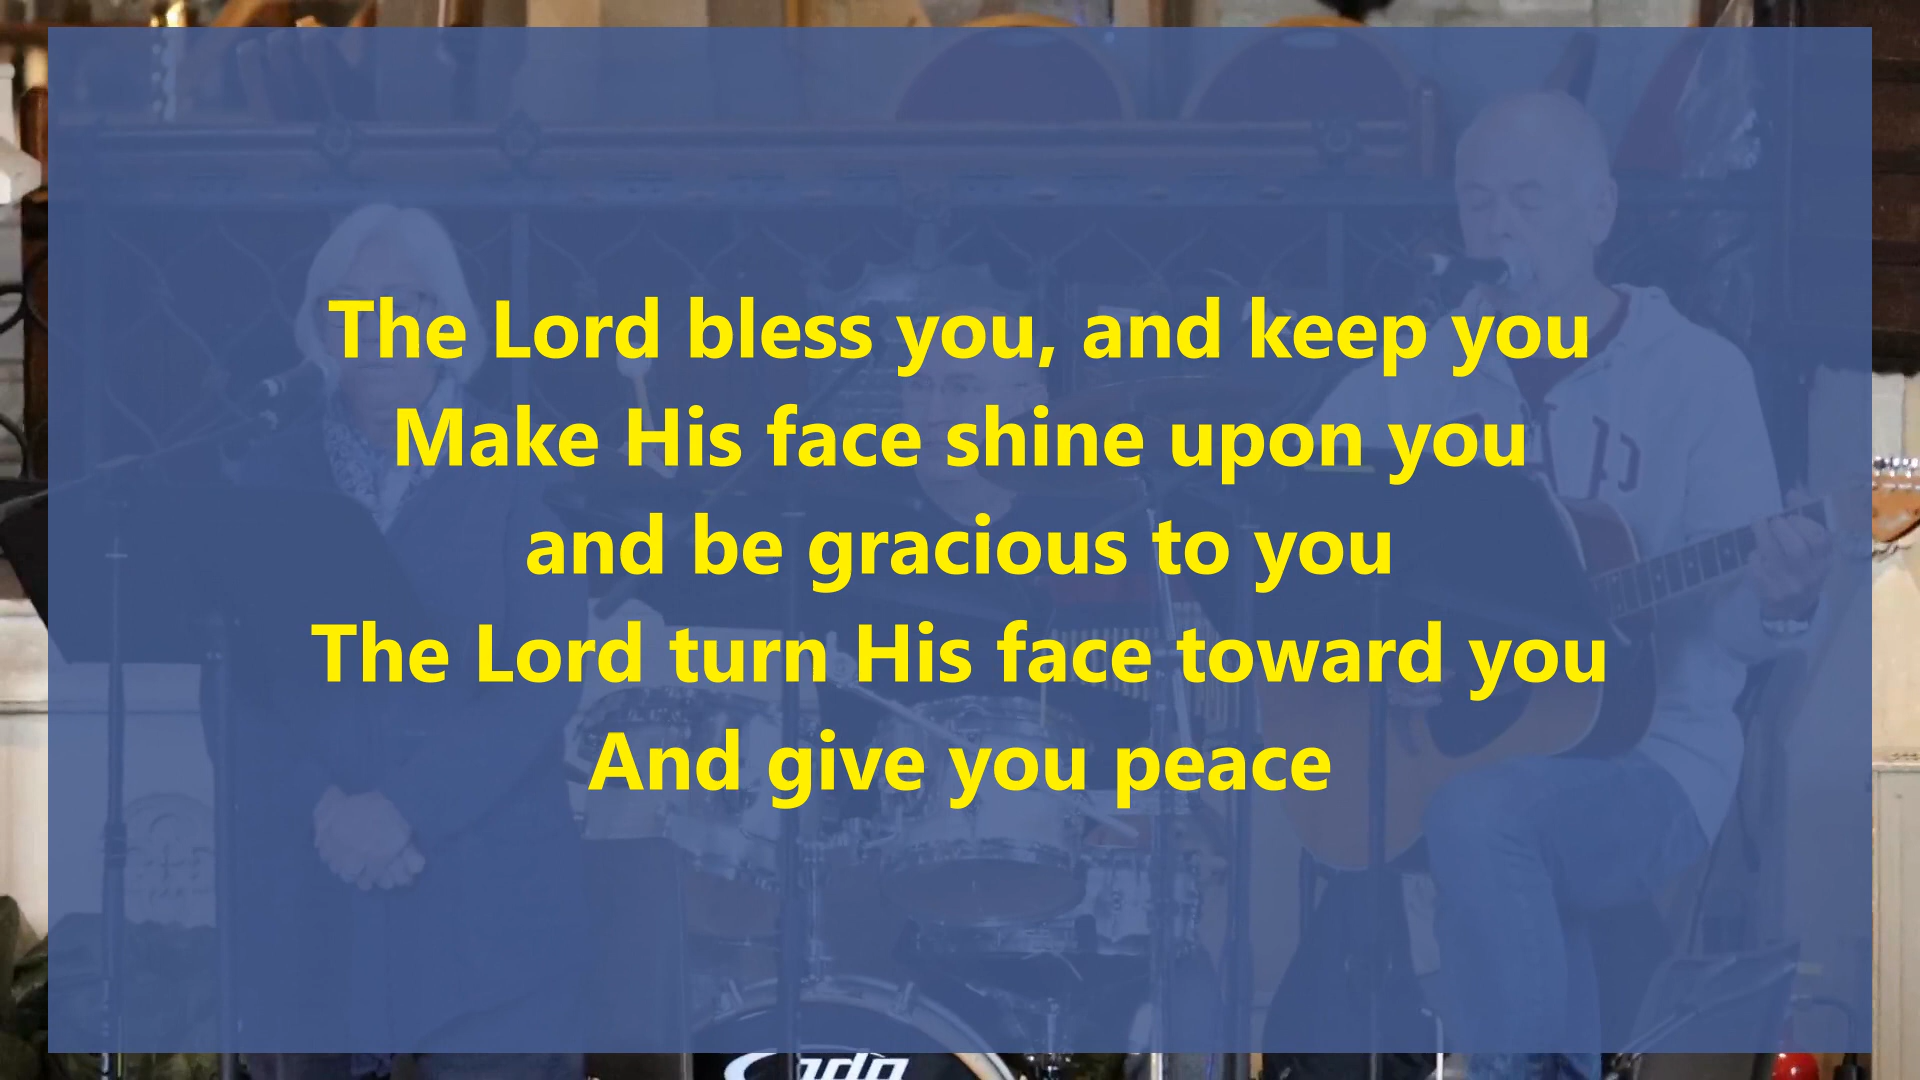 The Lord bless you, and keep you
Make His face shine upon you
and be gracious to you
The Lord turn His face toward you
And give you peace